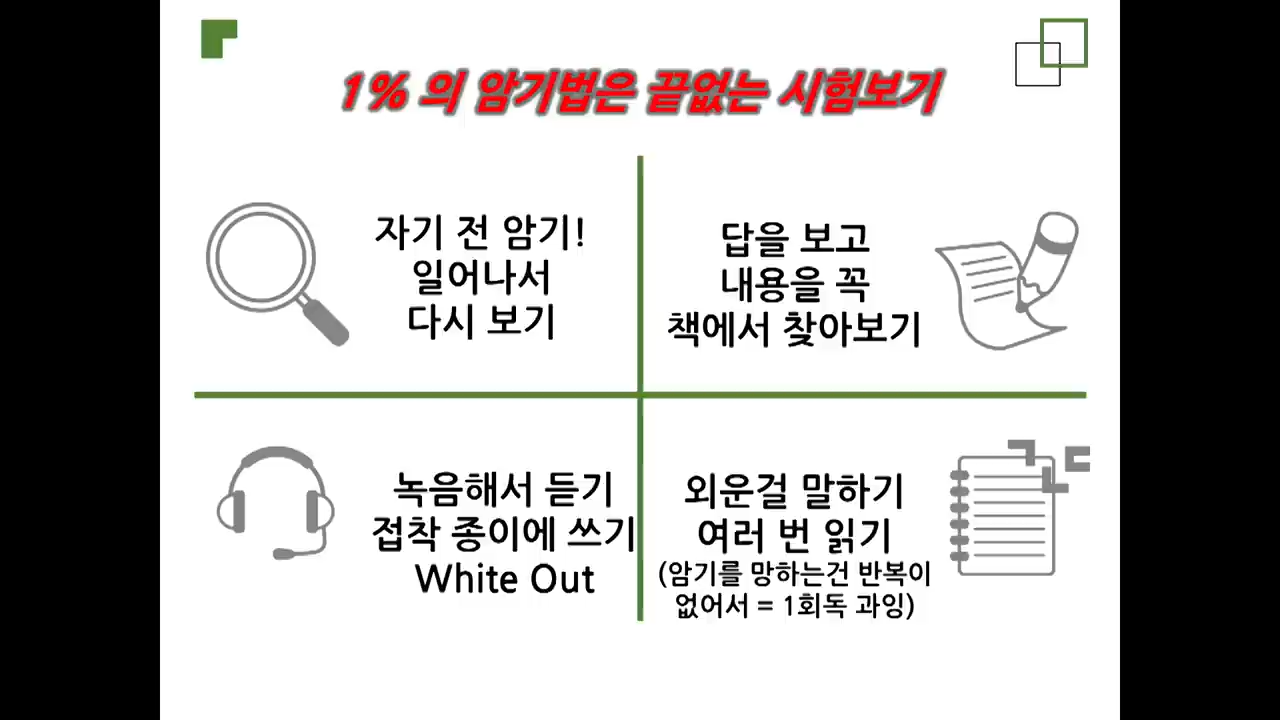 1% 의 암기법은 끝없는 시험보기
자기 전 암기!
일어나서
다시 보기
답을 보고
내용을 꼭
책에서 찾아보기
녹음해서 듣기
접착 종이에 쓰기
White Out
외운걸 말하기
여러 번 읽기
(암기를 망하는건 반복이
없어서 = 1회독 과잉)